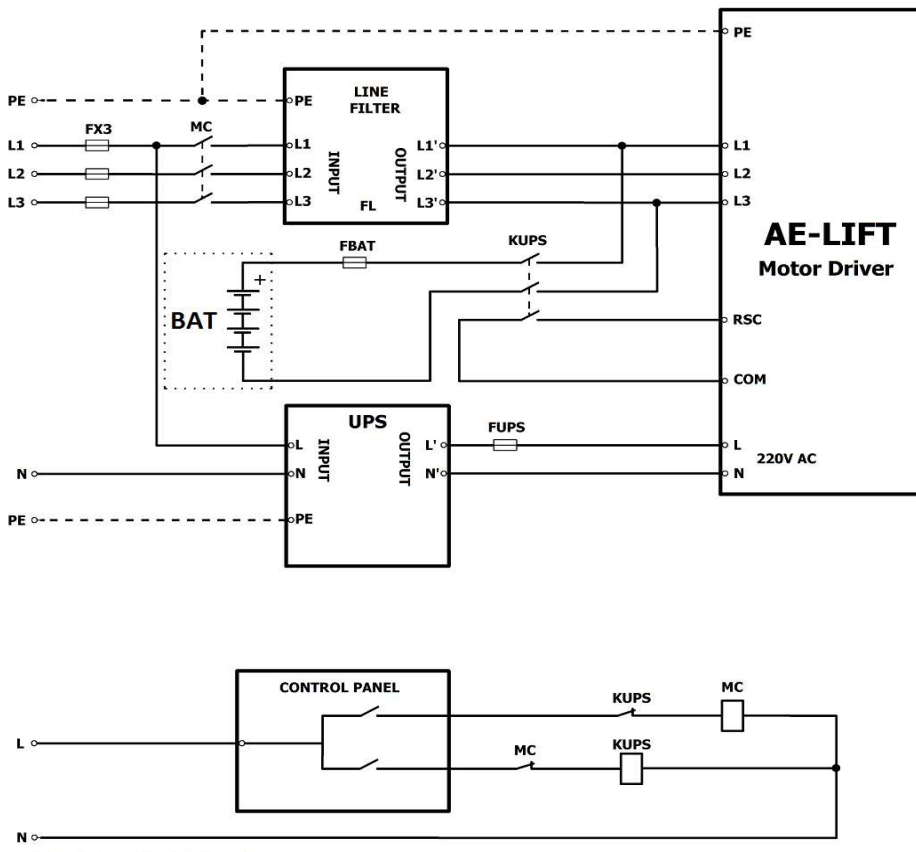 PE
PE
LINE
FILTER
PE
FX3
MC
L1
L1
L1'
L1
L2
L2
L2'
L2
L3
L3
L3'
L3
INPUT
OUTPUT
FL
AE-LIFT
Motor Driver
FBAT
KUPS
+
BAT
RSC
COM
UPS
FUPS
L
L'
L
220V AC
N
N
N'
N
INPUT
OUTPUT
PE
PE
CONTROL PANEL
KUPS
MC
L
MC
KUPS
N